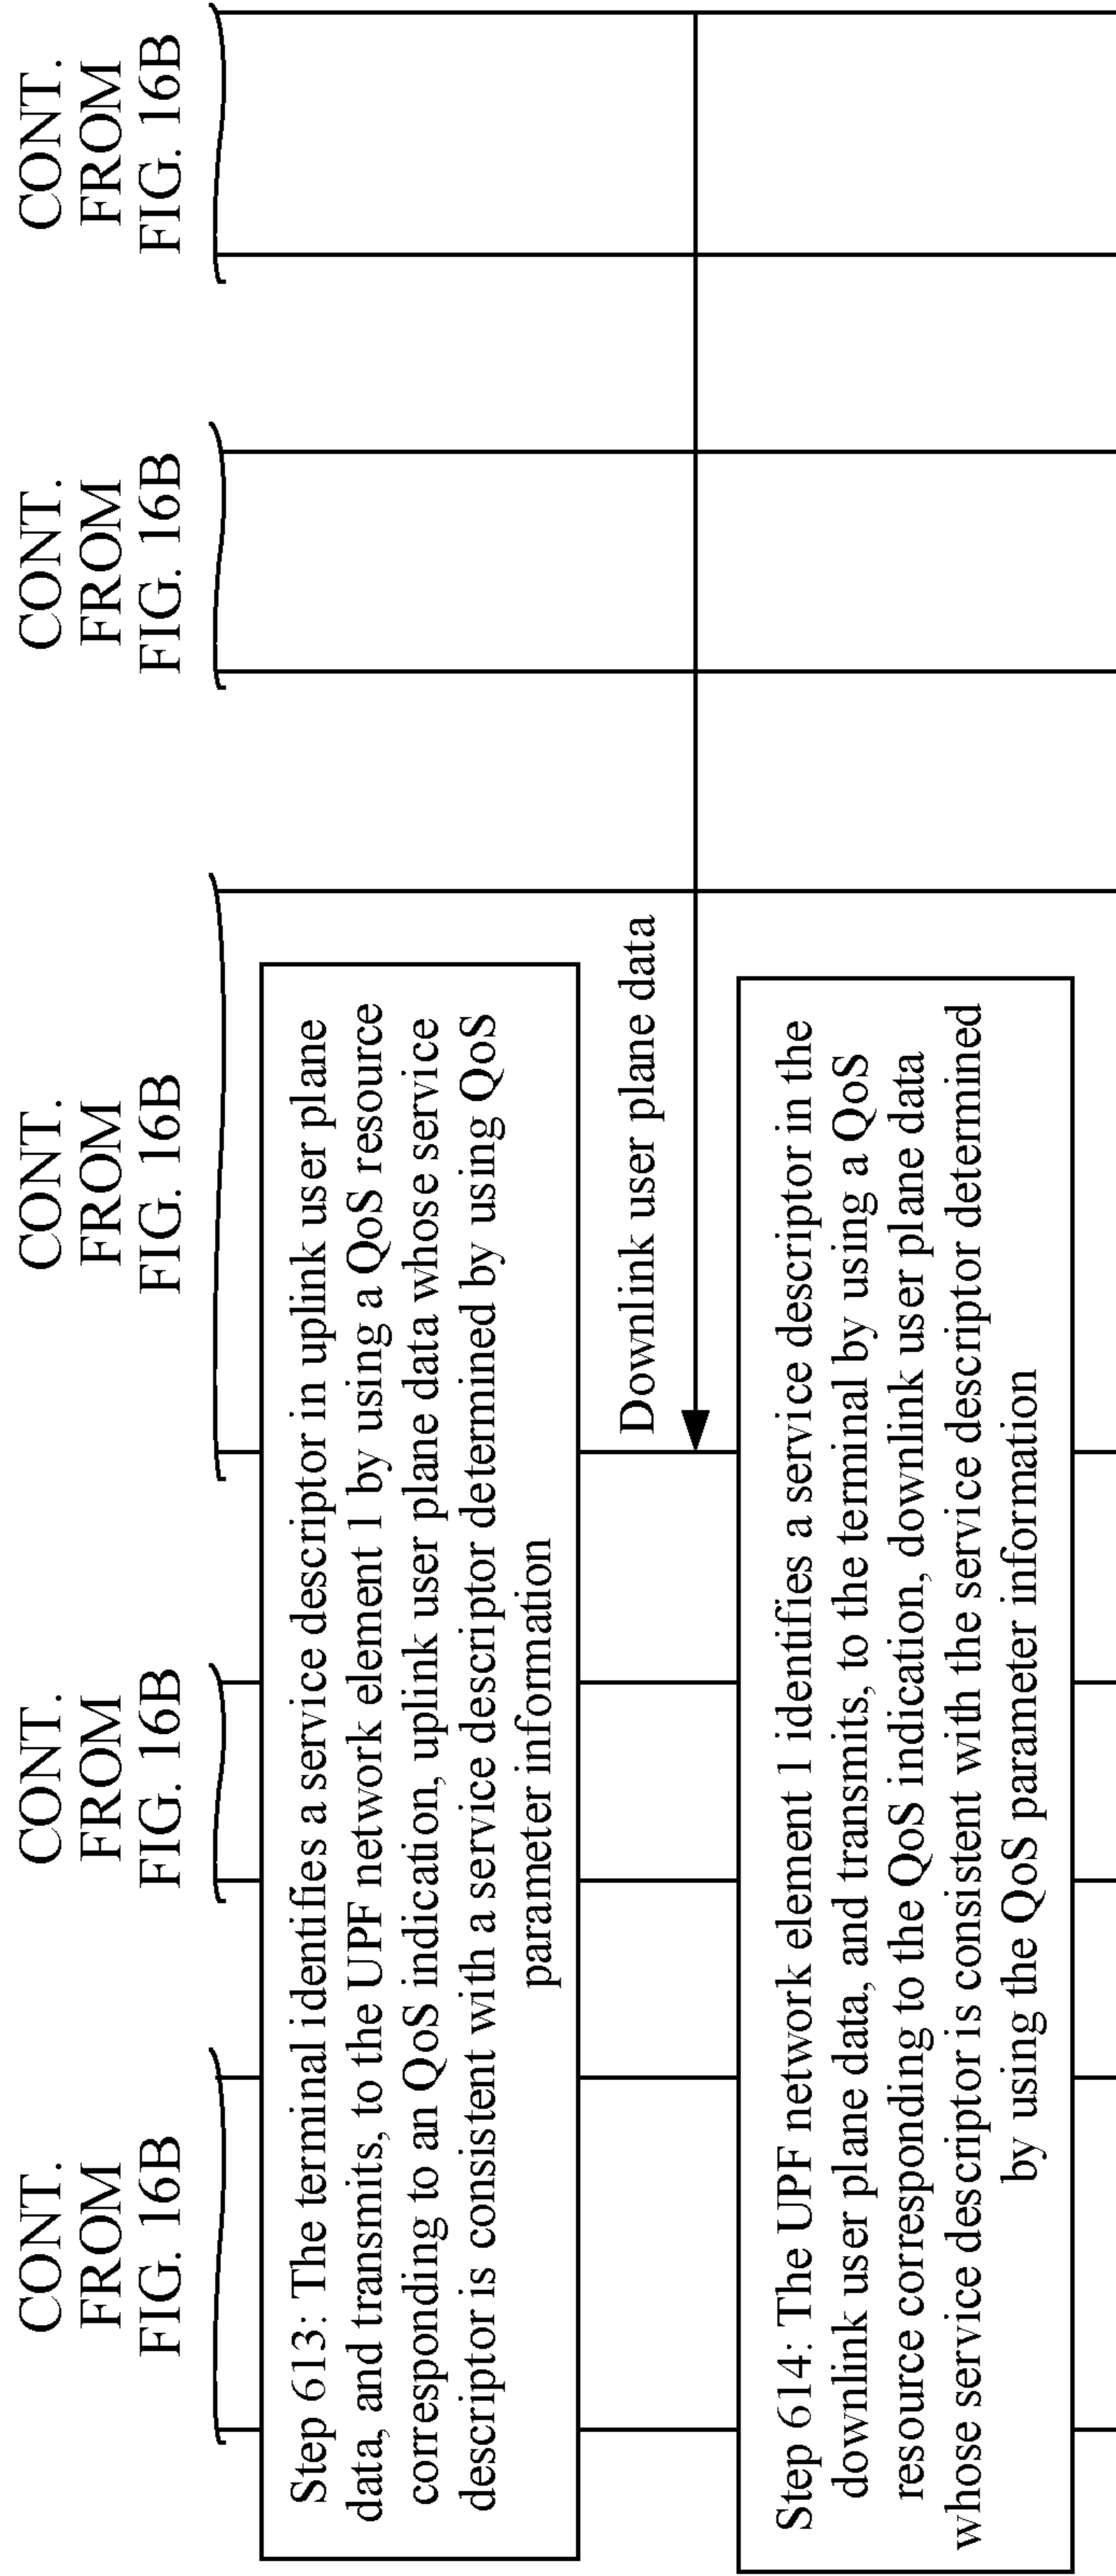 CONT.
FROM
FIG. 16B
CONT.
FROM
FIG. 16B
CONT.
FROM
FIG. 16B
CONT.
FROM
FIG. 16B
CONT.
FROM
FIG. 16B
Step 613: The terminal identifies a service descriptor in uplink user plane
data, and transmits, to the UPF network element 1 by using a QoS resource
corresponding to an QoS indication, uplink user plane data whose service
descriptor is consistent with a service descriptor determined by using QoS
parameter information
Downlink user plane data
Step 614: The UPF network element 1 identifies a service descriptor in the
downlink user plane data, and transmits, to the terminal by using a QoS
resource corresponding to the QoS indication, downlink user plane data
whose service descriptor is consistent with the service descriptor determined
by using the QoS parameter information